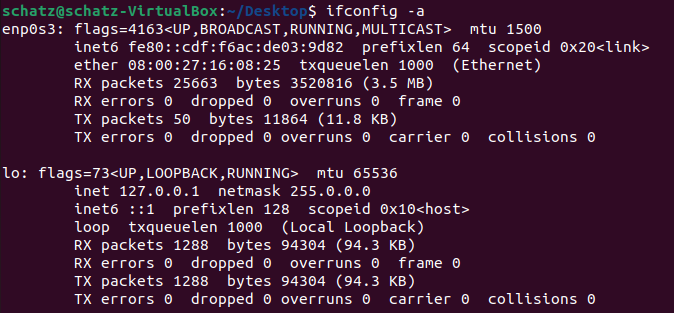 schatz@schatz-VirtualBox:~/Desktop$ ifconfig -a
enp0s3: flags=4163<UP,BROADCAST,RUNNING,MULTICAST>  mtu 1500
        inet6 fe80::cdf:f6ac:de03:9d82  prefixlen 64  scopeid 0x20<link>
        ether 08:00:27:16:08:25  txqueuelen 1000  (Ethernet)
        RX packets 25663  bytes 3520816 (3.5 MB)
        RX errors 0  dropped 0  overruns 0  frame 0
        TX packets 50  bytes 11864 (11.8 KB)
        TX errors 0  dropped 0 overruns 0  carrier 0  collisions 0

lo: flags=73<UP,LOOPBACK,RUNNING>  mtu 65536
        inet 127.0.0.1  netmask 255.0.0.0
        inet6 ::1  prefixlen 128  scopeid 0x10<host>
        loop  txqueuelen 1000  (Local Loopback)
        RX packets 1288  bytes 94304 (94.3 KB)
        RX errors 0  dropped 0  overruns 0  frame 0
        TX packets 1288  bytes 94304 (94.3 KB)
        TX errors 0  dropped 0 overruns 0  carrier 0  collisions 0